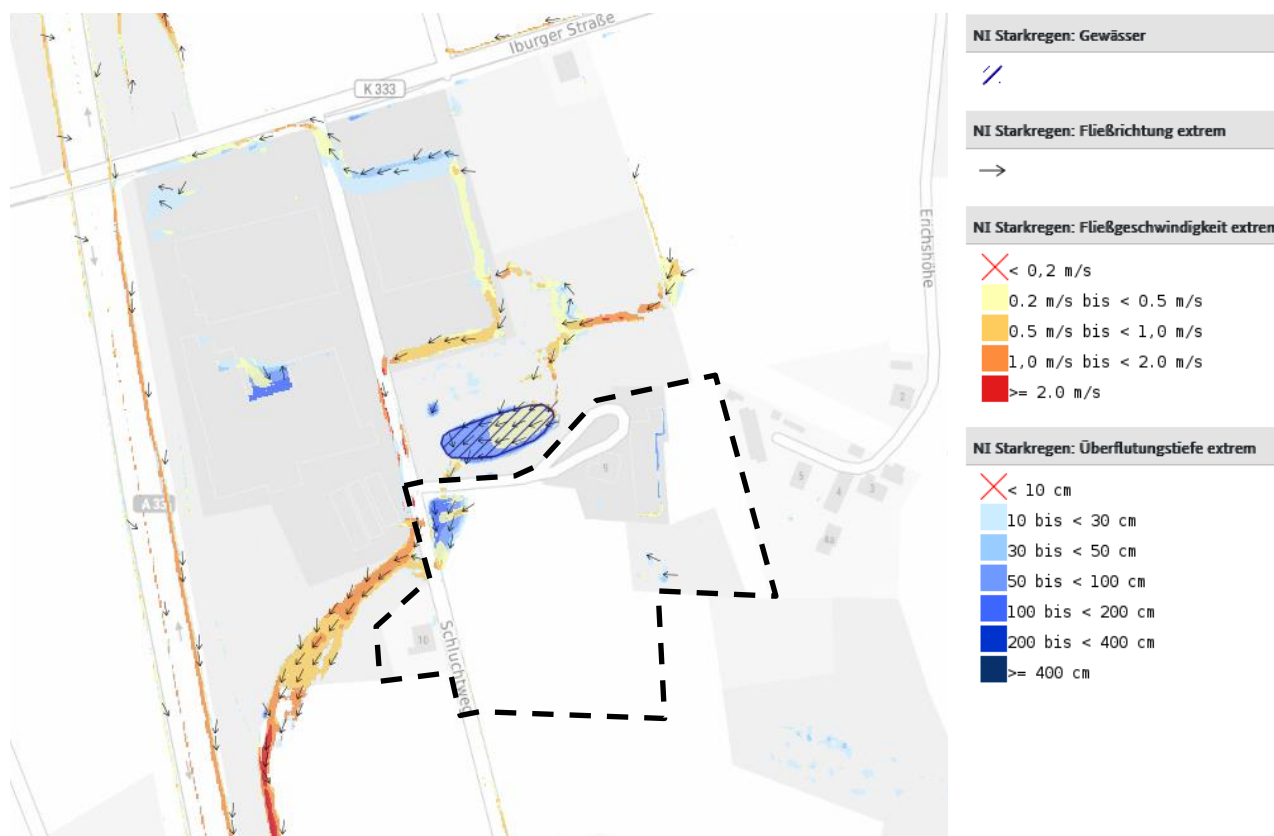 Iburger Straße
K 333
Erichshöhe
2
5
4
3
6a
9
A 33
10
Schluchtweg
NI Starkregen: Gewässer
NI Starkregen: Fließrichtung extrem
NI Starkregen: Fließgeschwindigkeit extrem
< 0,2 m/s
0.2 m/s bis < 0.5 m/s
0.5 m/s bis < 1,0 m/s
1,0 m/s bis < 2.0 m/s
>= 2.0 m/s
NI Starkregen: Überflutungstiefe extrem
< 10 cm
10 bis < 30 cm
30 bis < 50 cm
50 bis < 100 cm
100 bis < 200 cm
200 bis < 400 cm
>= 400 cm